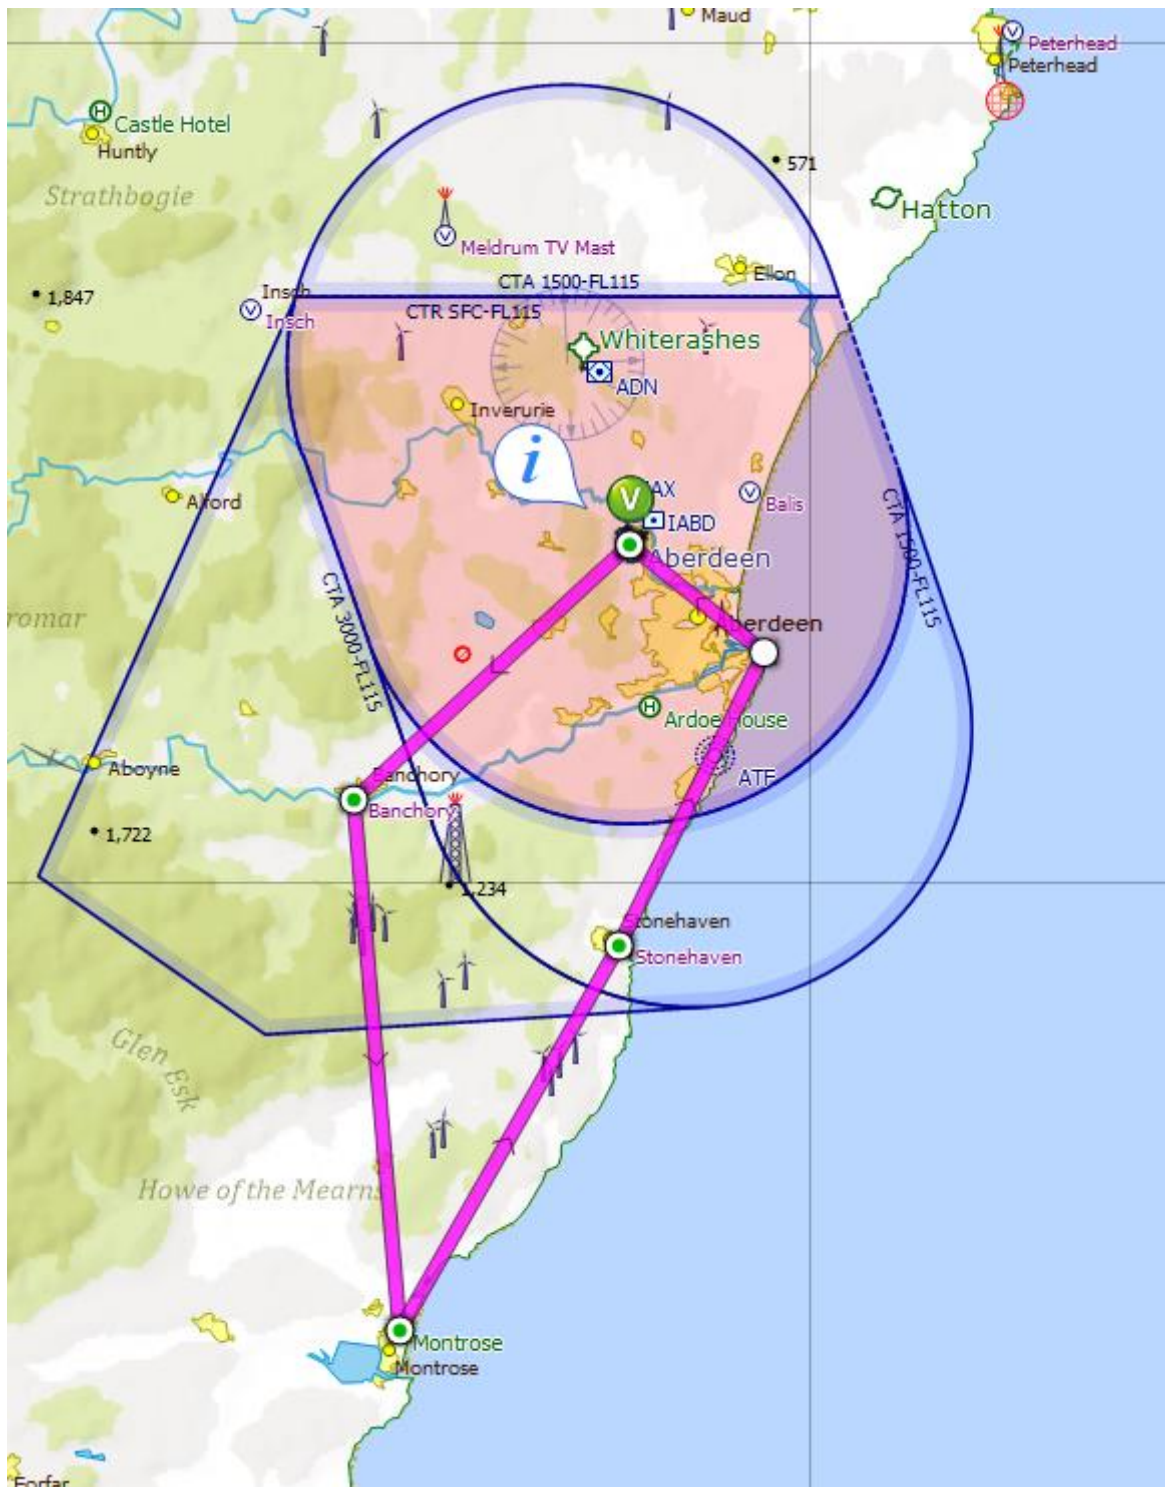 Maud
Peterhead
Peterhead
H
Castle Hotel
Huntly
571
Strathbogie
Hatton
V
Meldrum TV Mast
Ellon
CTA 1500-FL115
1,847
Insch
CTR SFC-FL115
V
Insch
Whiterashes
ADN
Inverurie
i
V
Alford
V
Balis
IABD
CTA 1500-FL115
Aberdeen
romar
CTA 3000-FL115
Aberdeen
H
Ardoe House
Aboyne
Banchory
ATF
Banchory
1,722
1,234
Stonehaven
Stonehaven
Glen Esk
Howe of the Mearns
Montrose
Montrose
Forfar